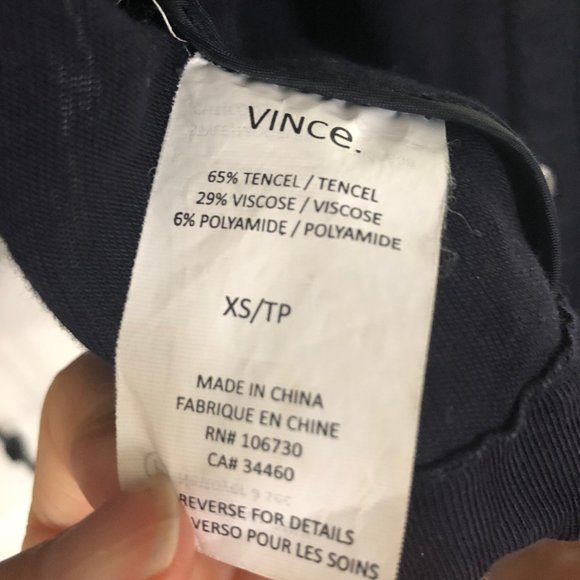 VINCe.
65% TENCEL / TENCEL
29% VISCOSE / VISCOSE
6% POLYAMIDE / POLYAMIDE
XS/TP
MADE IN CHINA
FABRIQUE EN CHINE
RN# 106730
CA# 34460
REVERSE FOR DETAILS
VERSO POUR LES SOINS